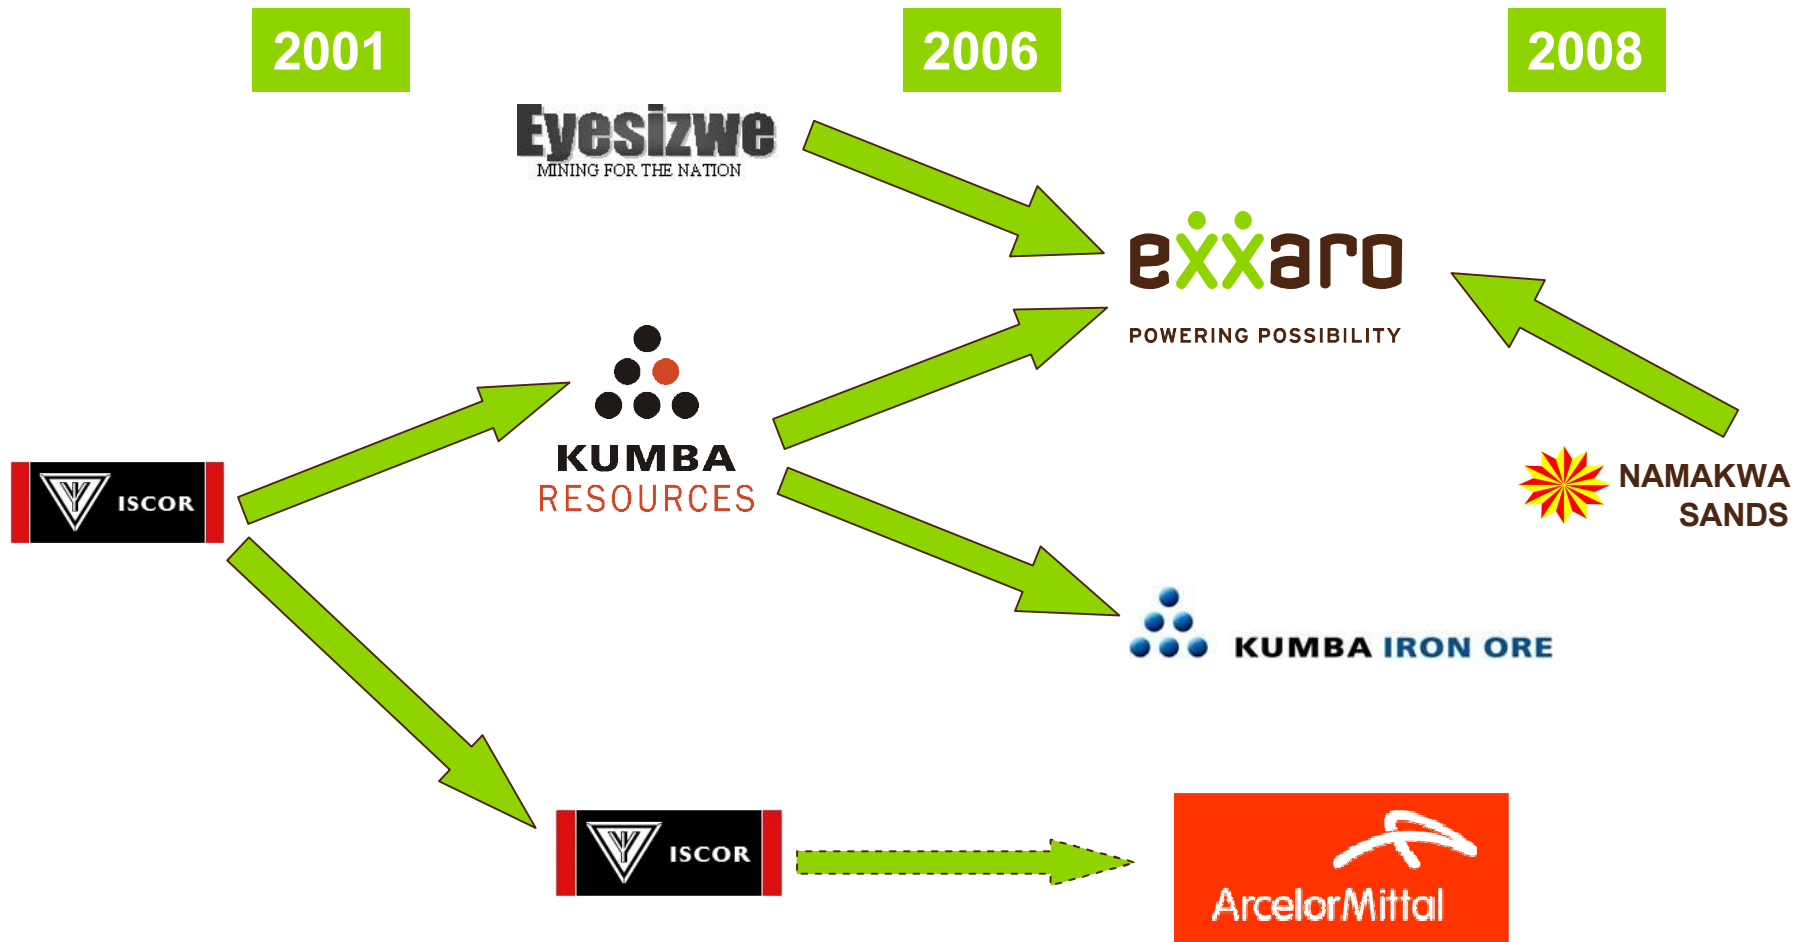 2001
2006
2008
Eyesizwe
MINING FOR THE NATION
exxaro
POWERING POSSIBILITY
KUMBA
RESOURCES
ISCOR
NAMAKWA
SANDS
KUMBA IRON ORE
ISCOR
ArcelorMittal